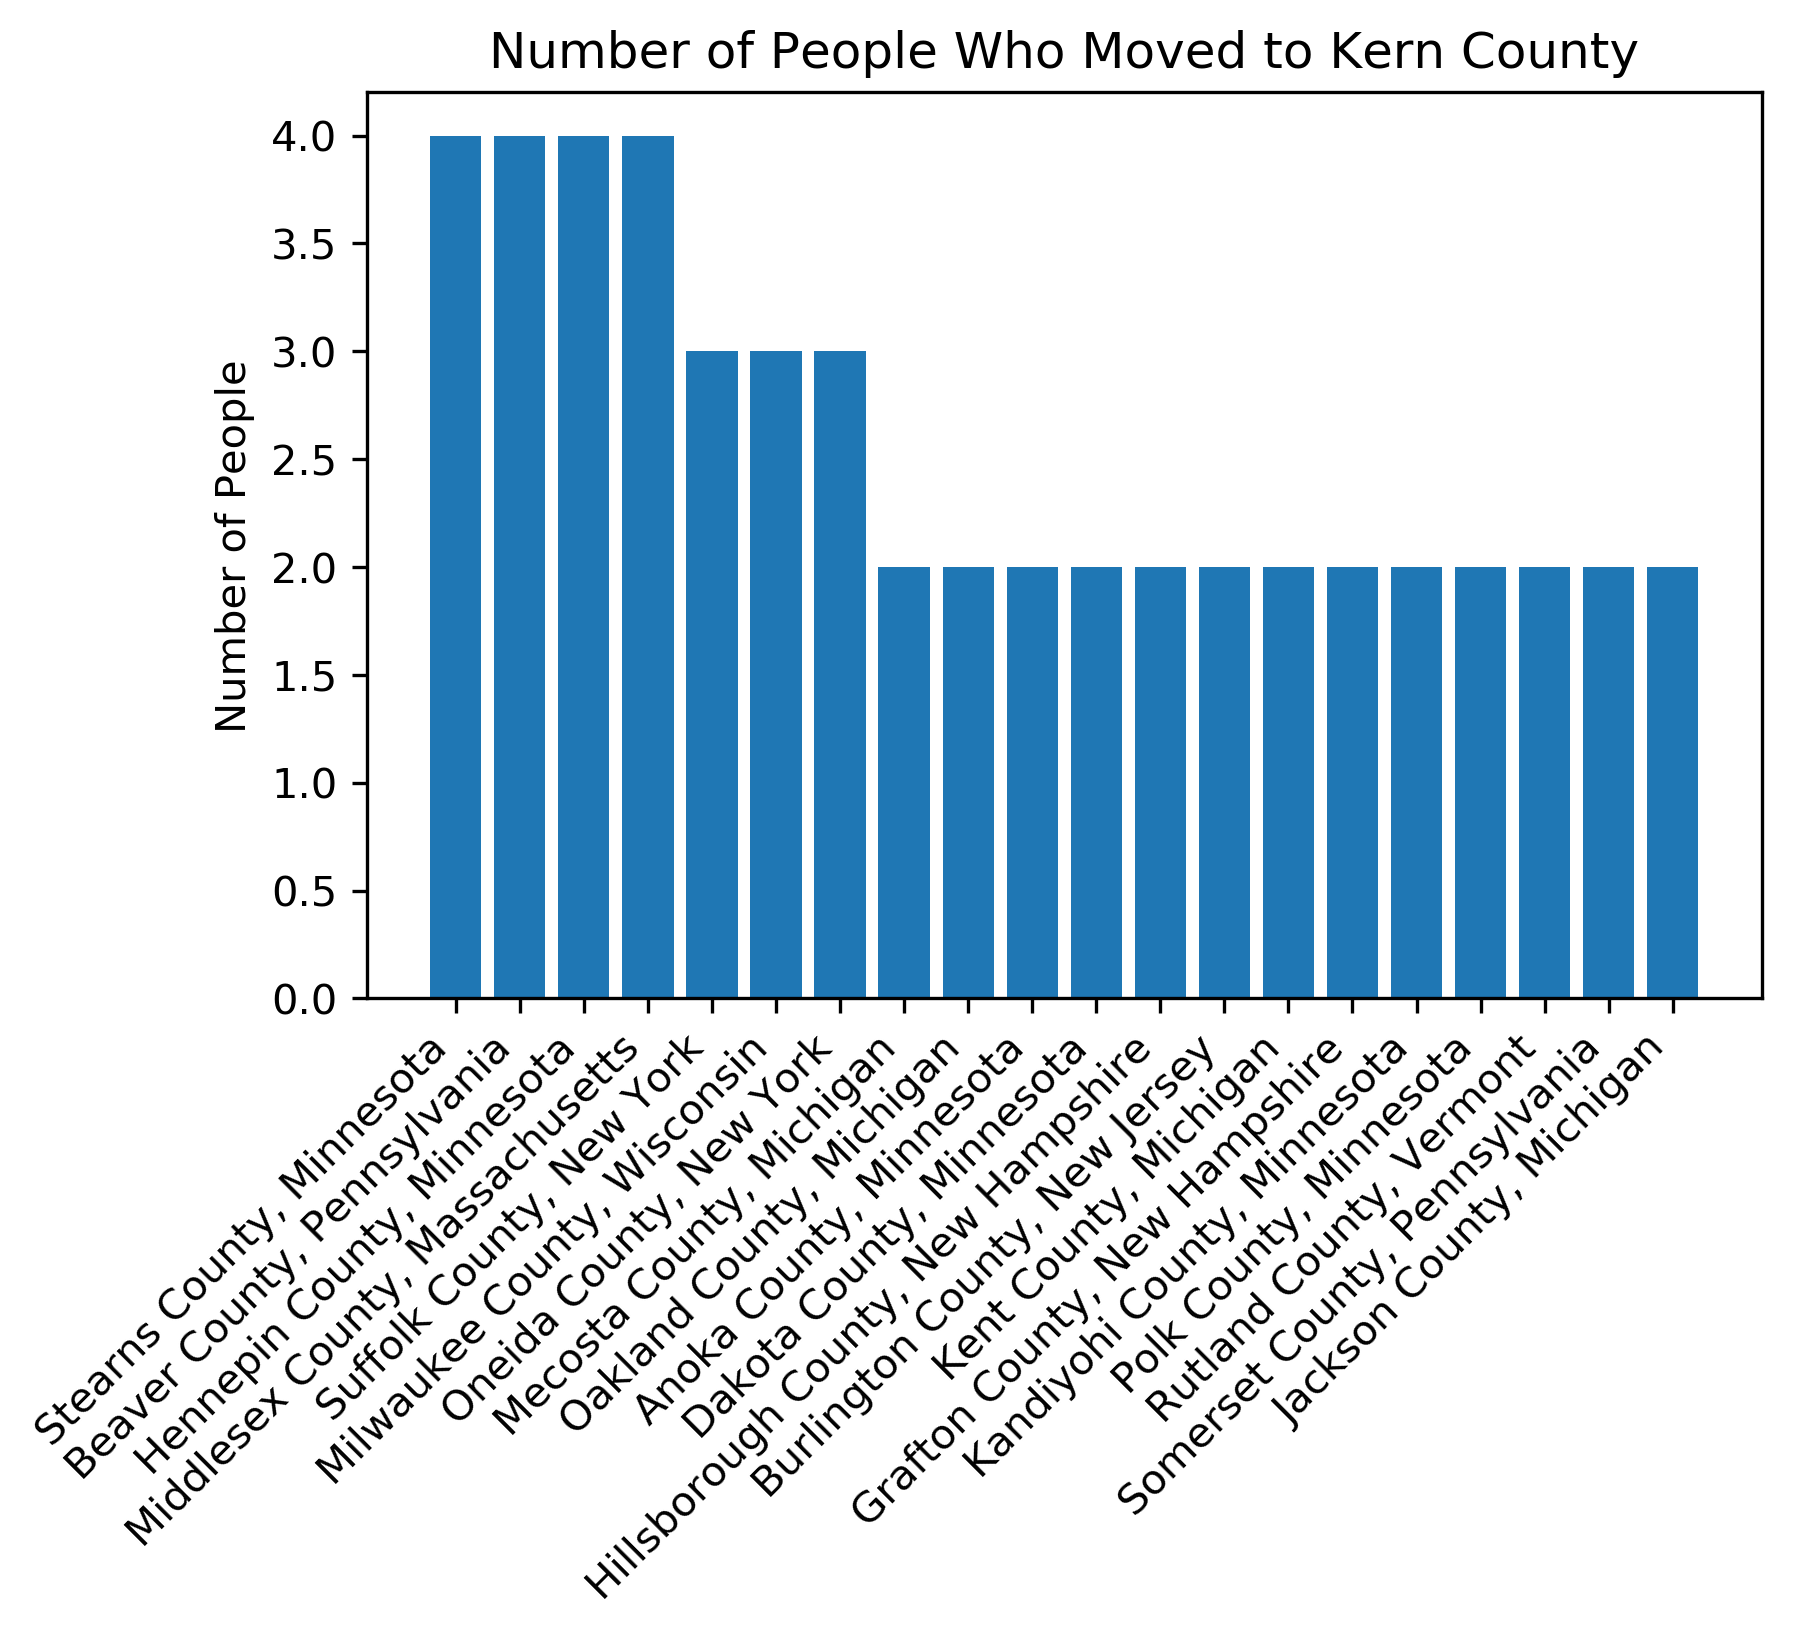 Number of People Who Moved to Kern County
Number of People
4.0
3.5
3.0
2.5
2.0
1.5
1.0
0.5
0.0
Stearns County, Minnesota
Beaver County, Pennsylvania
Hennepin County, Minnesota
Middlesex County, Massachusetts
Suffolk County, New York
Milwaukee County, Wisconsin
Oneida County, New York
Mecosta County, Michigan
Oakland County, Michigan
Anoka County, Minnesota
Dakota County, Minnesota
Hillsborough County, New Hampshire
Burlington County, New Jersey
Kent County, Michigan
Grafton County, New Hampshire
Kandiyohi County, Minnesota
Polk County, Minnesota
Rutland County, Vermont
Somerset County, Pennsylvania
Jackson County, Michigan